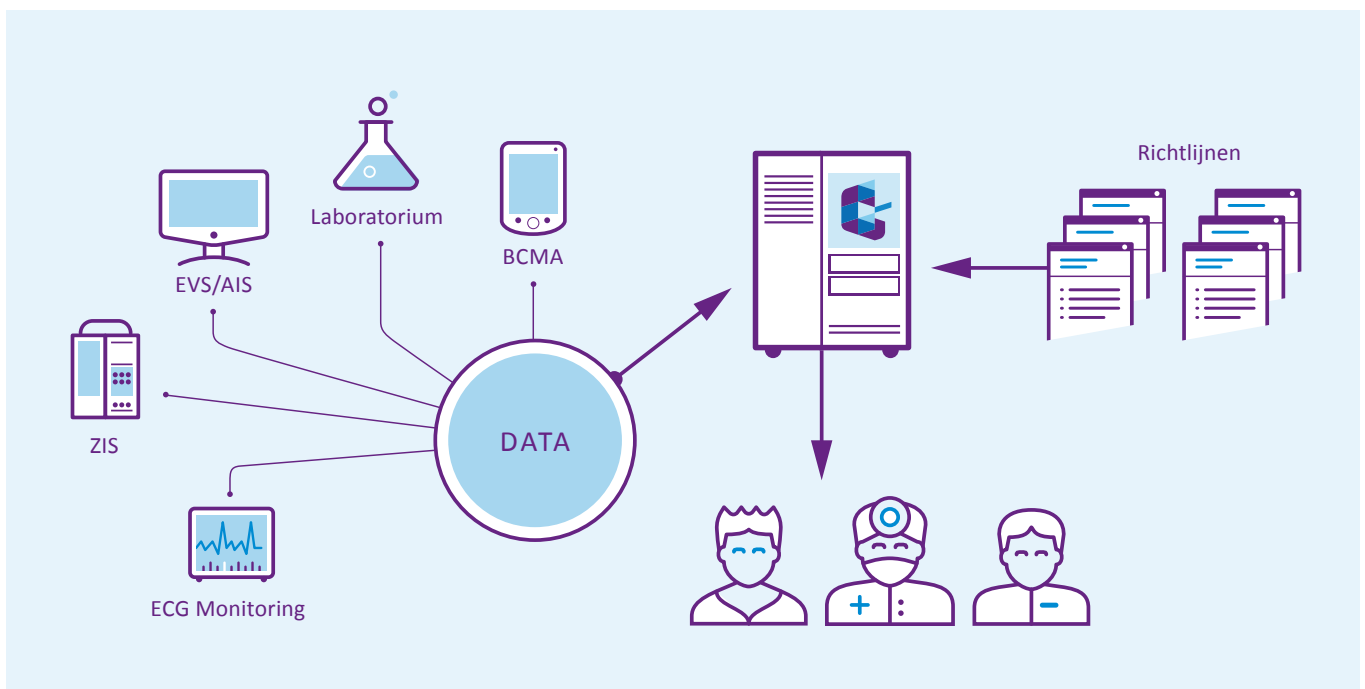 Richtlijnen
Laboratorium
BCMA
EVS/AIS
ZIS
DATA
ECG Monitoring